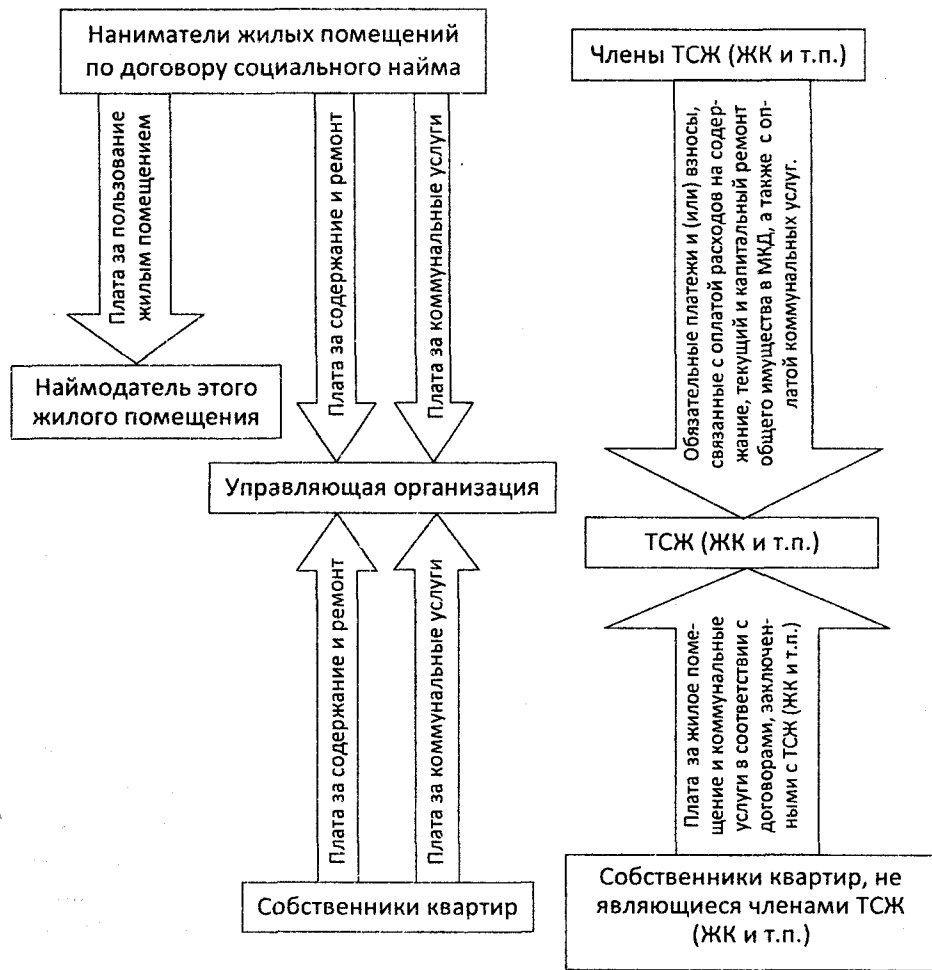 Наниматели жилых помещений
по договору социального найма
Плата за пользование
жилым помещением
Плата за содержание и ремонт
Плата за коммунальные услуги
Наймодатель этого
жилого помещения
Управляющая организация
Плата за содержание и ремонт
Плата за коммунальные услуги
Собственники квартир
Члены ТСЖ (ЖК и т.п.)
Обязательные платежи и (или) взносы,
связанные с оплатой расходов на содер-
жание, текущий и капитальный ремонт
общего имущества в МКД, а также с оп-
латой коммунальных услуг.
ТСЖ (ЖК и т.п.)
Плата за жилое поме-
щение и коммунальные
услуги в соответствии с
договорами, заключен-
ными с ТСЖ (ЖК и т.п.)
Собственники квартир, не
являющиеся членами ТСЖ
(ЖК и т.п.)